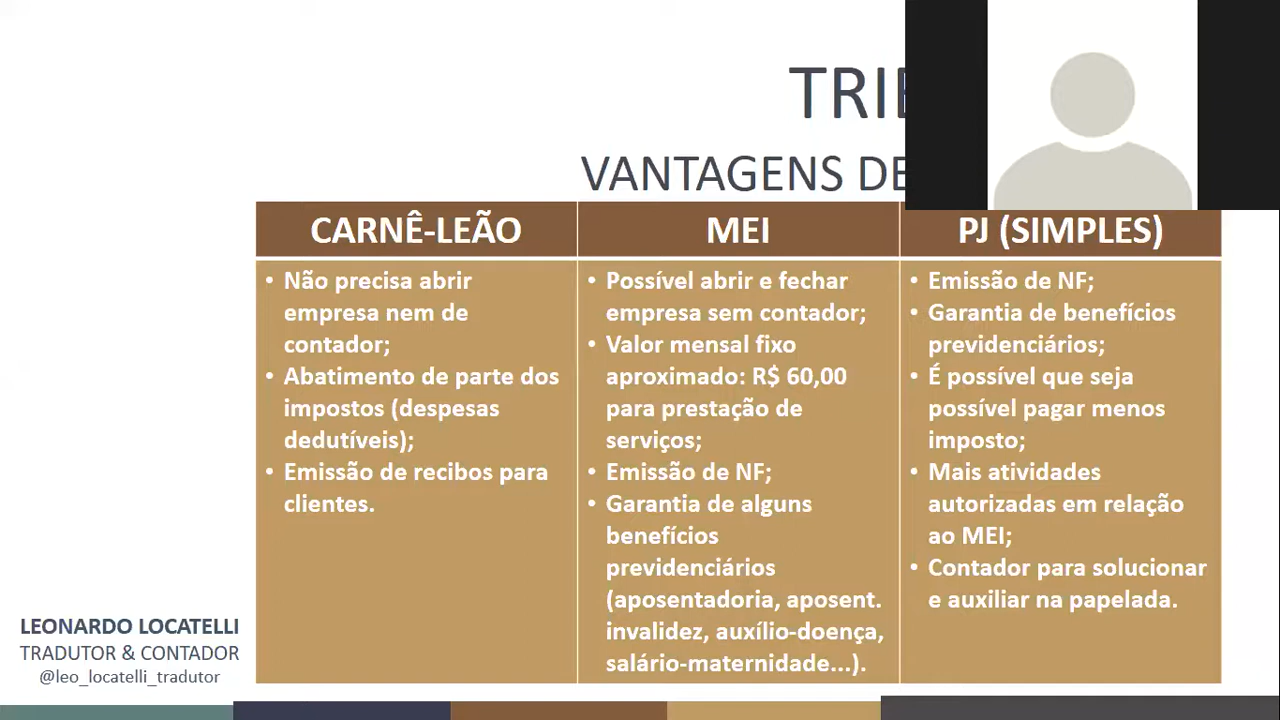 VANTAGENS
CARNÊ-LEÃO
• Não precisa abrir
empresa nem de
contador;
• Abatimento de parte dos
impostos (despesas
dedutíveis);
• Emissão de recibos para
clientes.
MEI
• Possível abrir e fechar
empresa sem contador;
• Valor mensal fixo
aproximado: R$ 60,00
para prestação de
serviços;
• Emissão de NF;
• Garantia de alguns
benefícios
previdenciários
(aposentadoria, aposent.
invalidez, auxílio-doença,
salário-maternidade...).
PJ (SIMPLES)
• Emissão de NF;
• Garantia de benefícios
previdenciários;
• É possível que seja
possível pagar menos
imposto;
• Mais atividades
autorizadas em relação
ao MEI;
• Contador para solucionar
e auxiliar na papelada.
LEONARDO LOCATELLI
TRADUTOR & CONTADOR
@leo_locatelli_tradutor